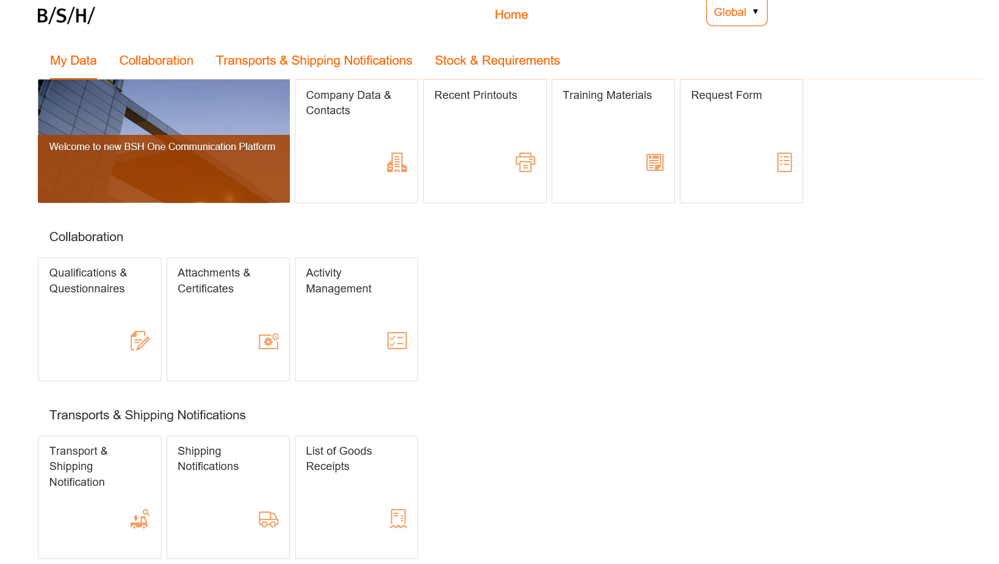 B/S/H/
Home
Global ▼
My Data
Collaboration
Transports & Shipping Notifications
Stock & Requirements
Welcome to new BSH One Communication Platform
Company Data &
Contacts
Recent Printouts
Training Materials
Request Form
Collaboration
Qualifications &
Questionnaires
Attachments &
Certificates
Activity
Management
Transports & Shipping Notifications
Transport &
Shipping
Notification
Shipping
Notifications
List of Goods
Receipts